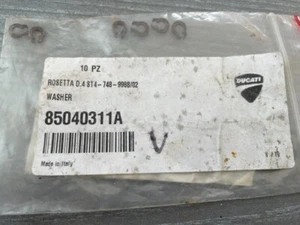 10 PZ
ROSETTA D.4 ST4-748-998B/02
WASHER
DUCATI
85040311A
V
Made in Italy